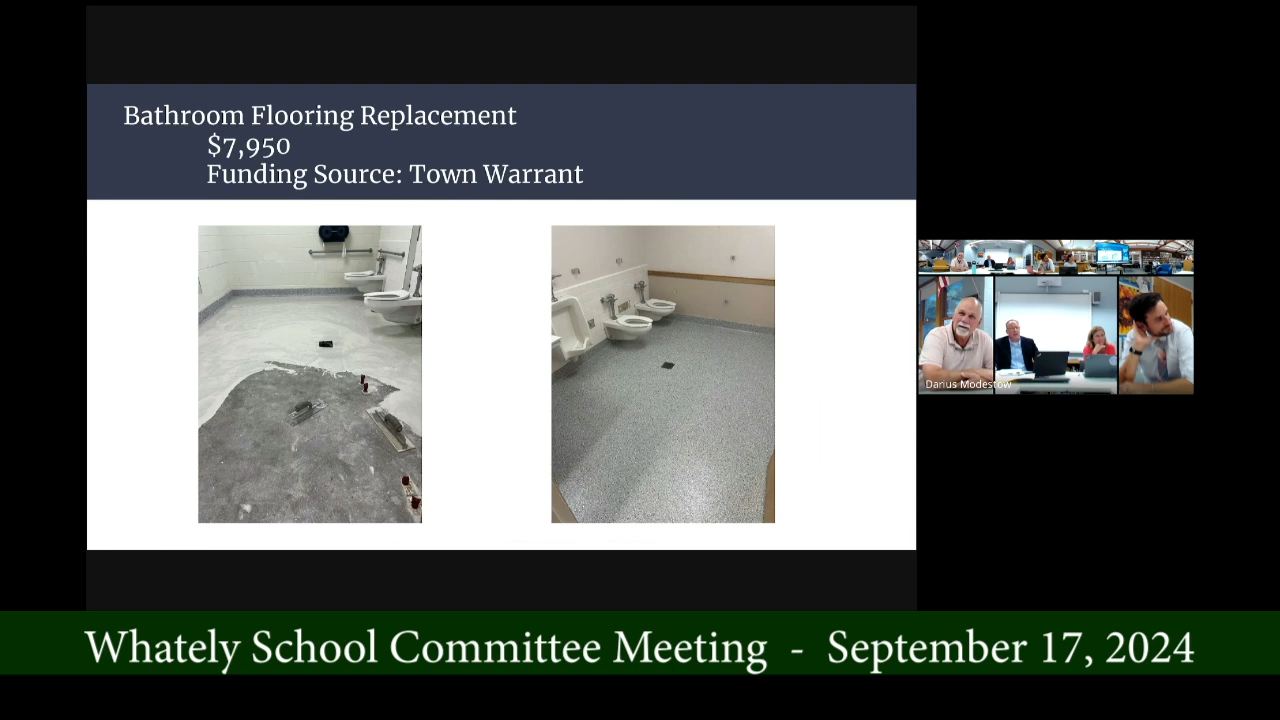 Bathroom Flooring Replacement
$7,950
Funding Source: Town Warrant
Darius Modestow
Whately School Committee Meeting - September 17, 2024